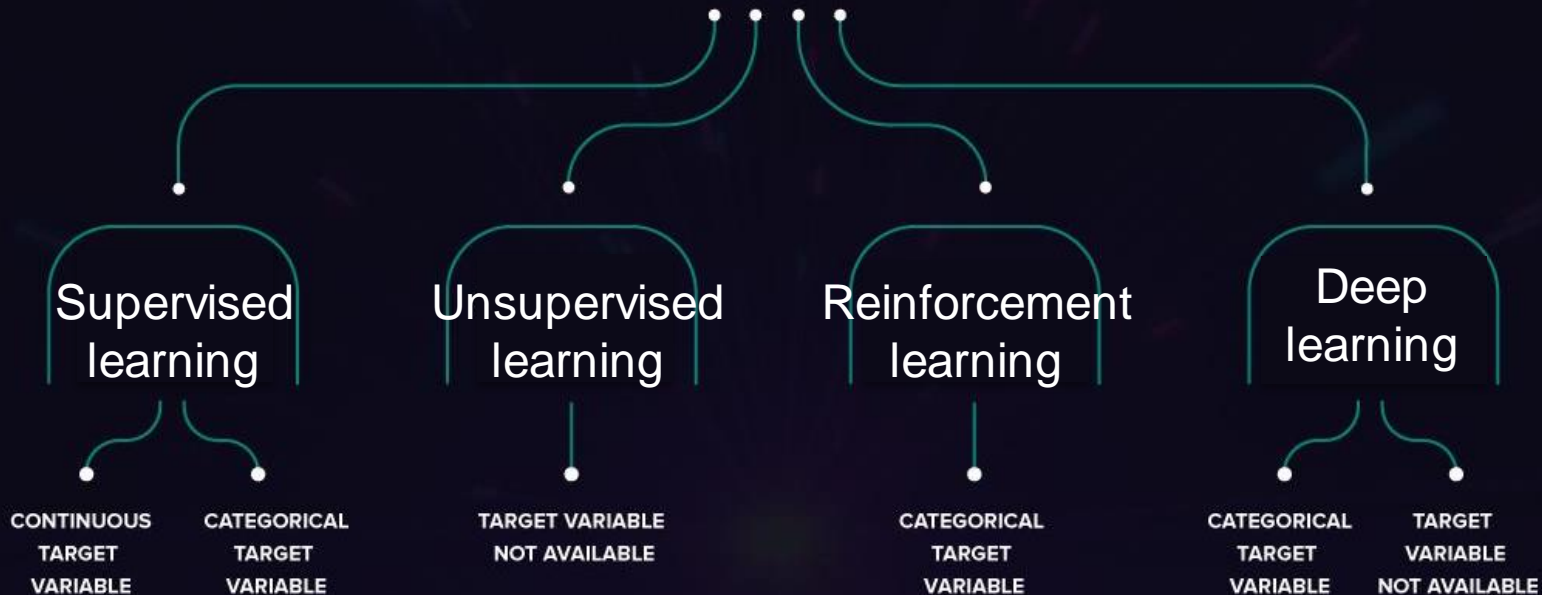 Supervised
learning
Unsupervised
learning
Reinforcement
learning
Deep
learning
CONTINUOUS
TARGET
VARIABLE
CATEGORICAL
TARGET
VARIABLE
TARGET VARIABLE
NOT AVAILABLE
CATEGORICAL
TARGET
VARIABLE
CATEGORICAL
TARGET
VARIABLE
TARGET
VARIABLE
NOT AVAILABLE